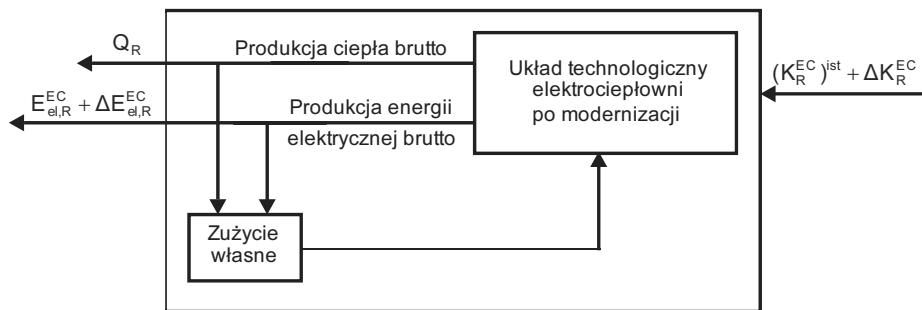 Q_R
Produkcja ciepła brutto
Układ technologiczny
elektrociepłowni
po modernizacji
(K_R^EC)^ist + ΔK_R^EC
E_el,R^EC + ΔE_el,R^EC
Produkcja energii
elektrycznej brutto
Zużycie
własne